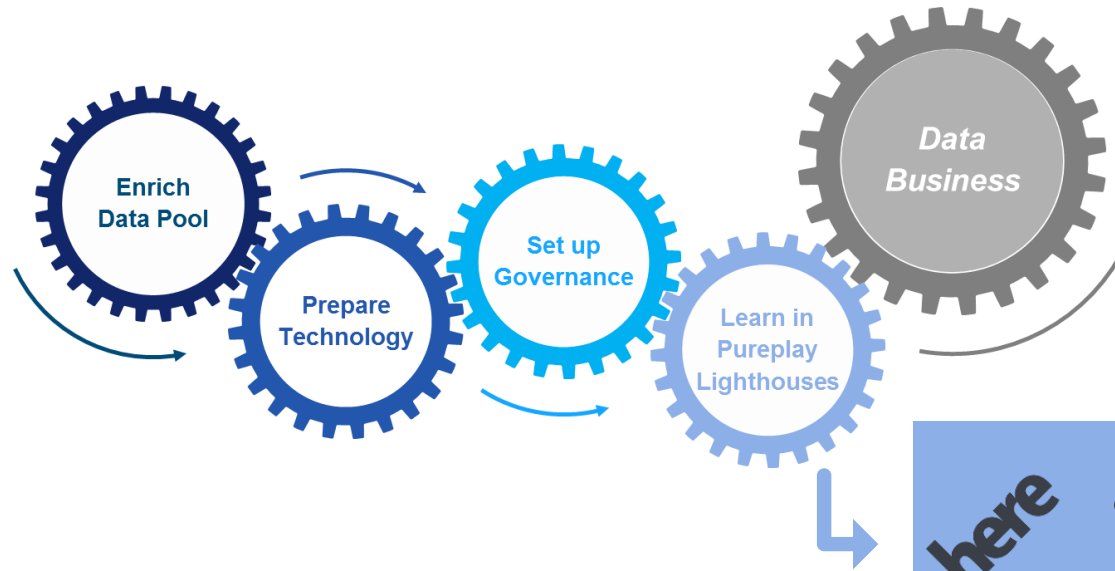 Enrich
Data Pool
Prepare
Technology
Set up
Governance
Learn in
Pureplay
Lighthouses
Data
Business
here